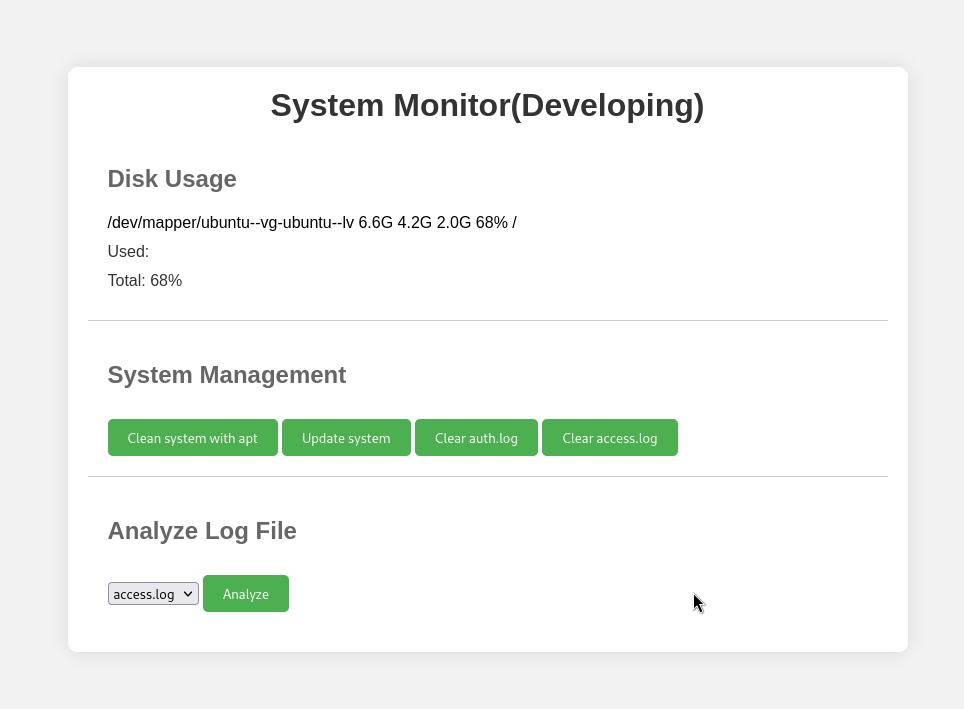 System Monitor(Developing)
Disk Usage
/dev/mapper/ubuntu--vg-ubuntu--lv 6.6G 4.2G 2.0G 68% /
Used:
Total: 68%
System Management
Clean system with apt Update system Clear auth.log Clear access.log
Analyze Log File
access.log Analyze